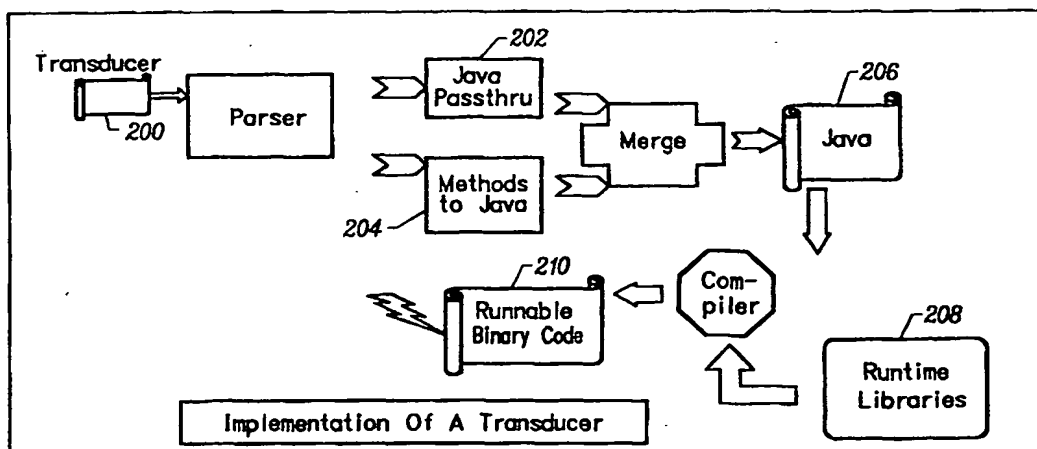 Transducer
200
Parser
202
Java
Passthru
Methods
to Java
204
Merge
206
Java
210
Runnable
Binary Code
Com-
piler
208
Runtime
Libraries
Implementation Of A Transducer